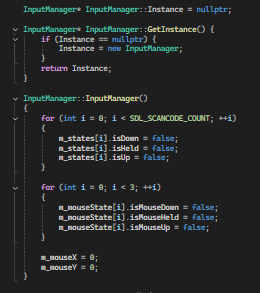 InputManager* InputManager::Instance = nullptr;
InputManager* InputManager::GetInstance() {
if (Instance == nullptr) {
Instance = new InputManager;
}
return Instance;
}
InputManager::InputManager()
{
for (int i = 0; i < SDL_SCANCODE_COUNT; ++i)
{
m_states[i].isDown = false;
m_states[i].isHeld = false;
m_states[i].isUp = false;
}
for (int i = 0; i < 3; ++i)
{
m_mouseState[i].isMouseDown = false;
m_mouseState[i].isMouseHeld = false;
m_mouseState[i].isMouseUp = false;
}
m_mouseX = 0;
m_mouseY = 0;
}